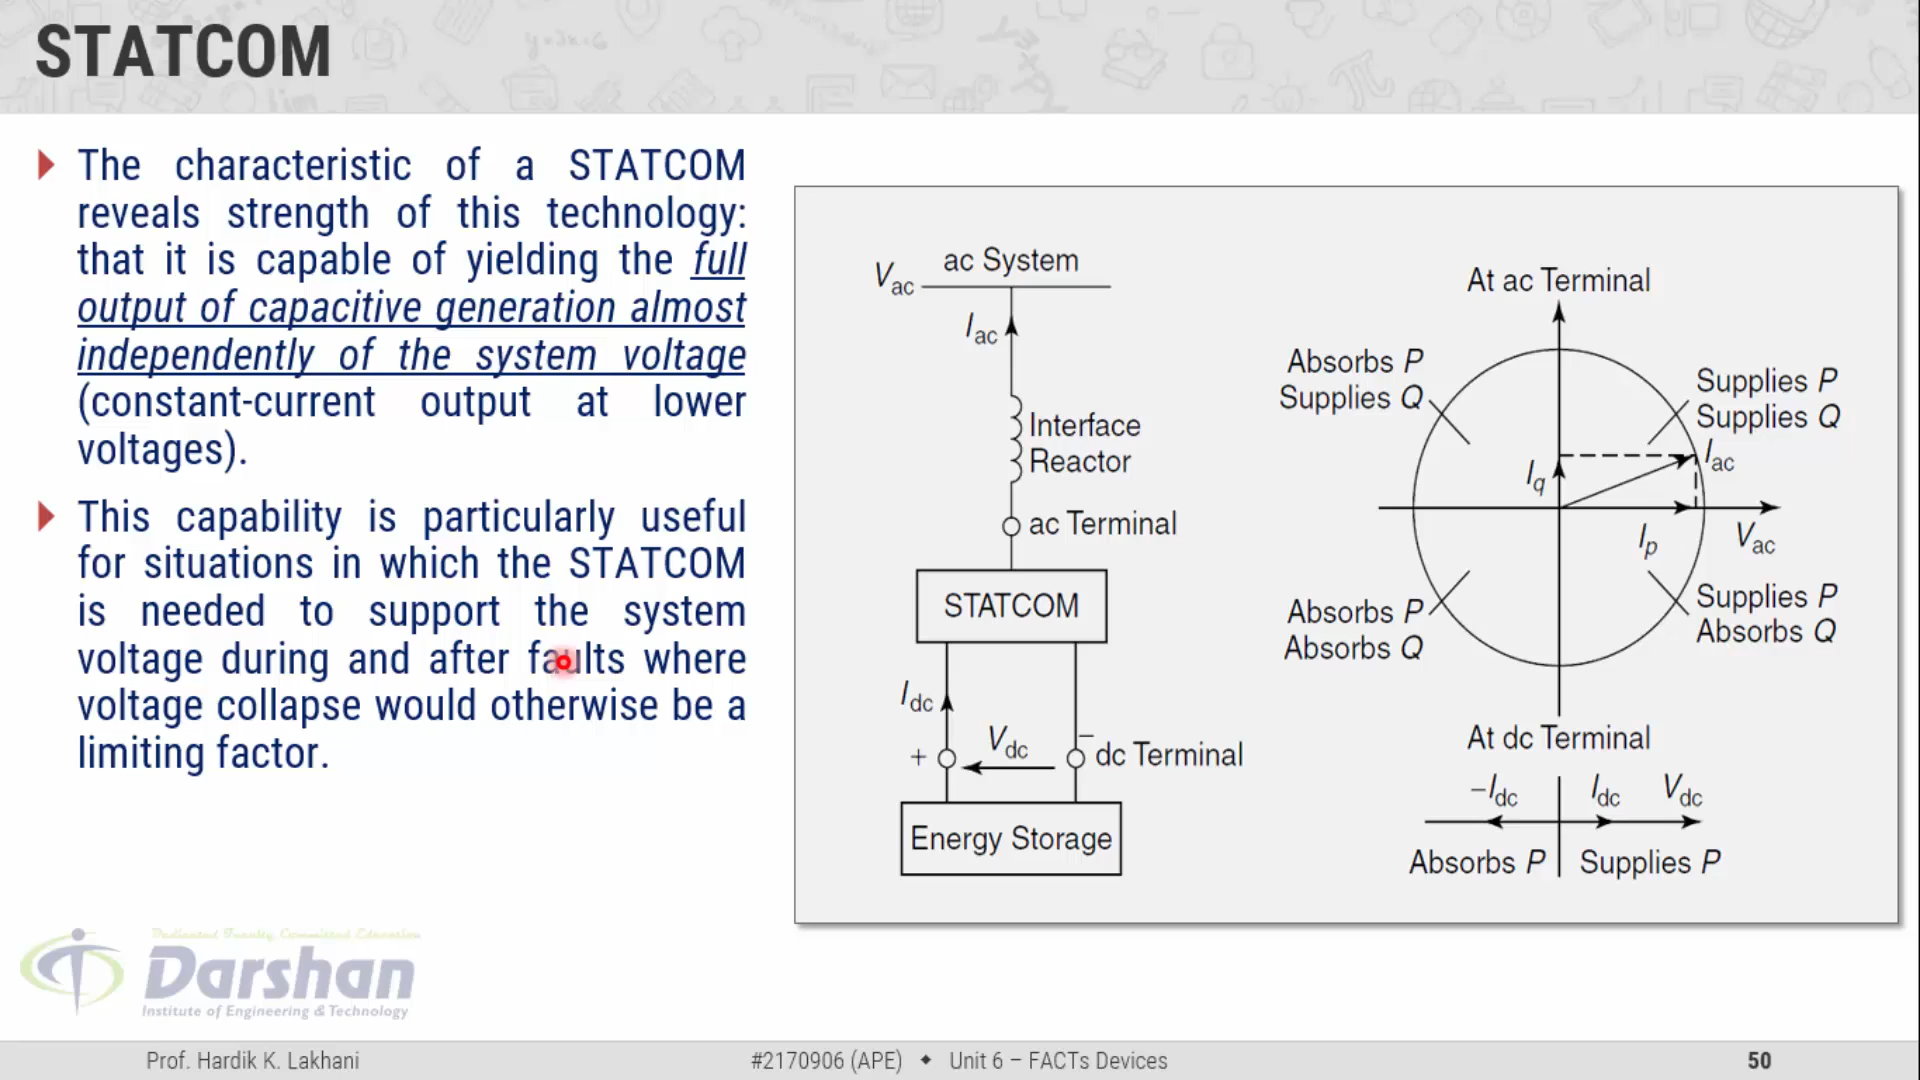 STATCOM
The characteristic of a STATCOM
reveals strength of this technology:
that it is capable of yielding the full
output of capacitive generation almost
independently of the system voltage
(constant-current output at lower
voltages).
This capability is particularly useful
for situations in which the STATCOM
is needed to support the system
voltage during and after faults where
voltage collapse would otherwise be a
limiting factor.
ac System
Vac
Iac
Interface
Reactor
ac Terminal
STATCOM
Idc
Vdc
+
−
dc Terminal
Energy Storage
At ac Terminal
Absorbs P
Supplies Q
Supplies P
Supplies Q
Iac
Iq
Ip
Vac
Absorbs P
Absorbs Q
Supplies P
Absorbs Q
At dc Terminal
−Idc
Idc
Vdc
Absorbs P
Supplies P
Dedicated Faculty, Committed Education
Darshan
Institute of Engineering & Technology
Prof. Hardik K. Lakhani
#2170906 (APE) ⬥ Unit 6 – FACTs Devices
50